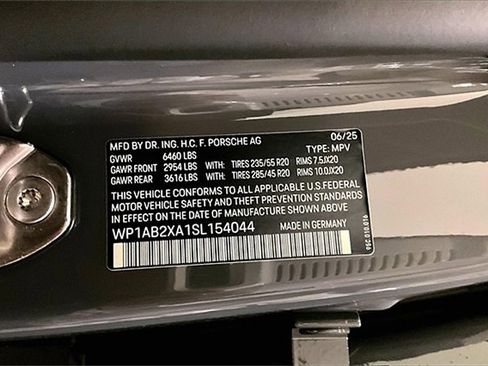 MFD BY DR. ING. H.C. F. PORSCHE AG 06/25
GVWR 6460 LBS TYPE: MPV
GAWR FRONT 2954 LBS WITH: TIRES 235/55 R20 RIMS 7.5JX20
GAWR REAR 3616 LBS WITH: TIRES 285/45 R20 RIMS 10.0JX20
THIS VEHICLE CONFORMS TO ALL APPLICABLE U.S.FEDERAL
MOTOR VEHICLE SAFETY AND THEFT PREVENTION STANDARDS
IN EFFECT ON THE DATE OF MANUFACTURE SHOWN ABOVE
WP1AB2XA1SL154044
9GC.010.016